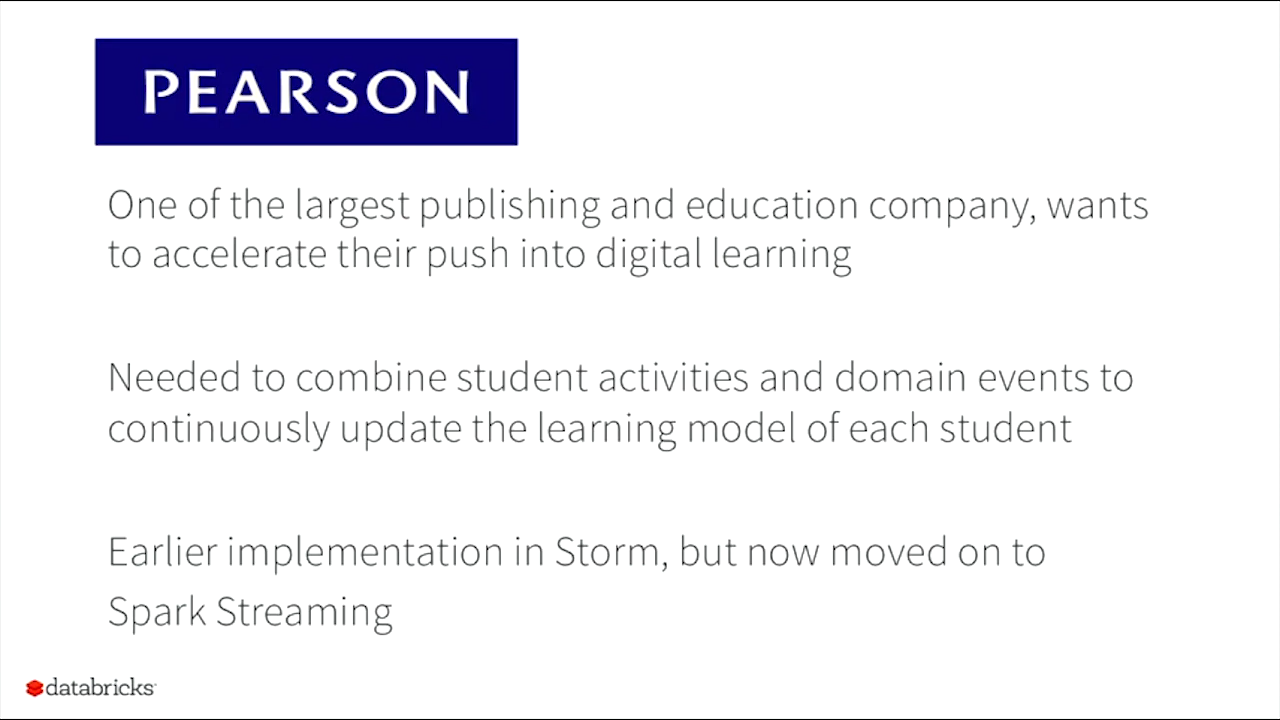 PEARSON
One of the largest publishing and education company, wants
to accelerate their push into digital learning
Needed to combine student activities and domain events to
continuously update the learning model of each student
Earlier implementation in Storm, but now moved on to
Spark Streaming
databricks